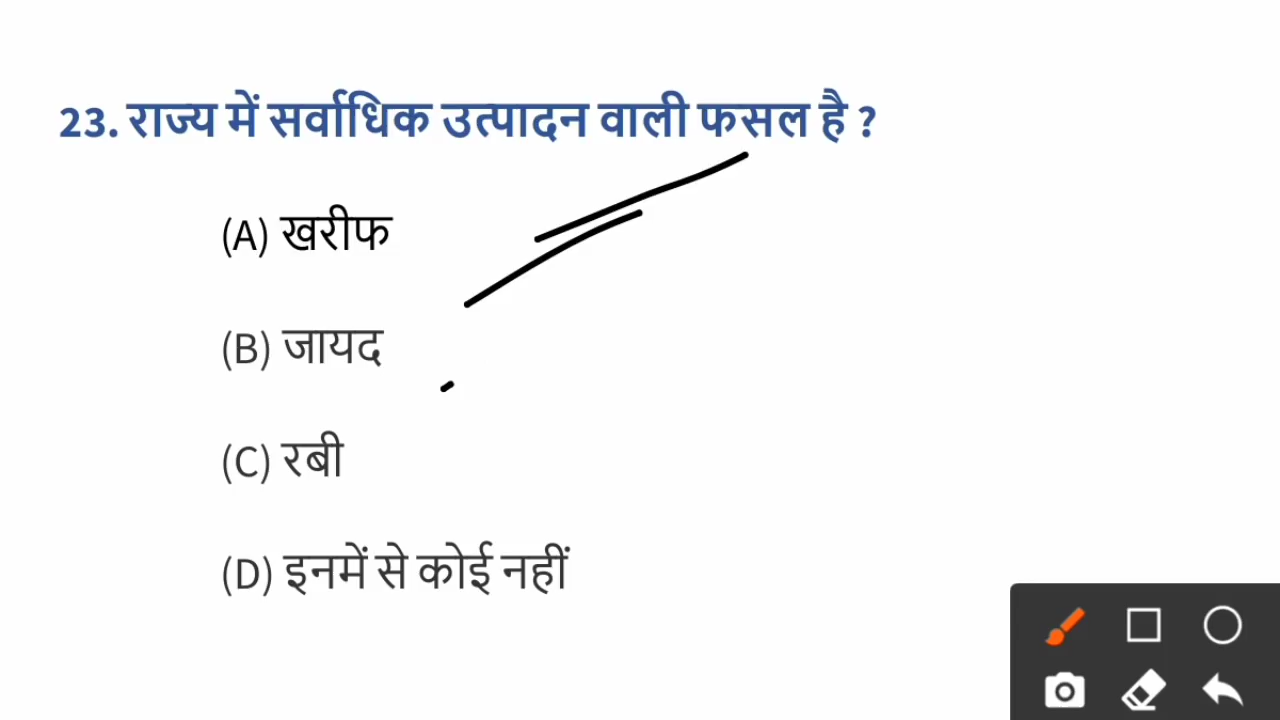 23. राज्य में सर्वाधिक उत्पादन वाली फसल है ?
(A) खरीफ
(B) जायद
(C) रबी
(D) इनमें से कोई नहीं